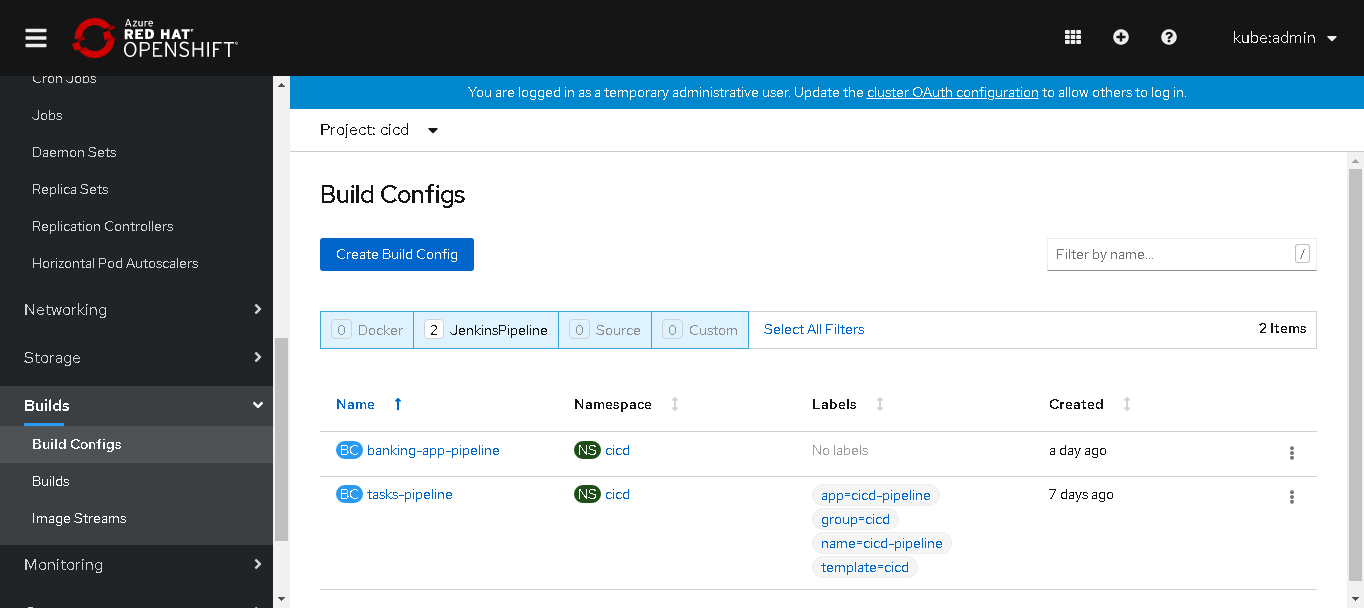 Azure
RED HAT
OPENSHIFT
kube:admin
Cron Jobs
Jobs
Daemon Sets
Replica Sets
Replication Controllers
Horizontal Pod Autoscalers
Networking
Storage
Builds
Build Configs
Builds
Image Streams
Monitoring
You are logged in as a temporary administrative user. Update the cluster OAuth configuration to allow others to log in.
Project: cicd
Build Configs
Create Build Config
Filter by name... /
0 Docker 2 JenkinsPipeline 0 Source 0 Custom Select All Filters 2 Items
Name Namespace Labels Created
BC banking-app-pipeline NS cicd No labels a day ago
BC tasks-pipeline NS cicd app=cicd-pipeline 7 days ago
group=cicd
name=cicd-pipeline
template=cicd